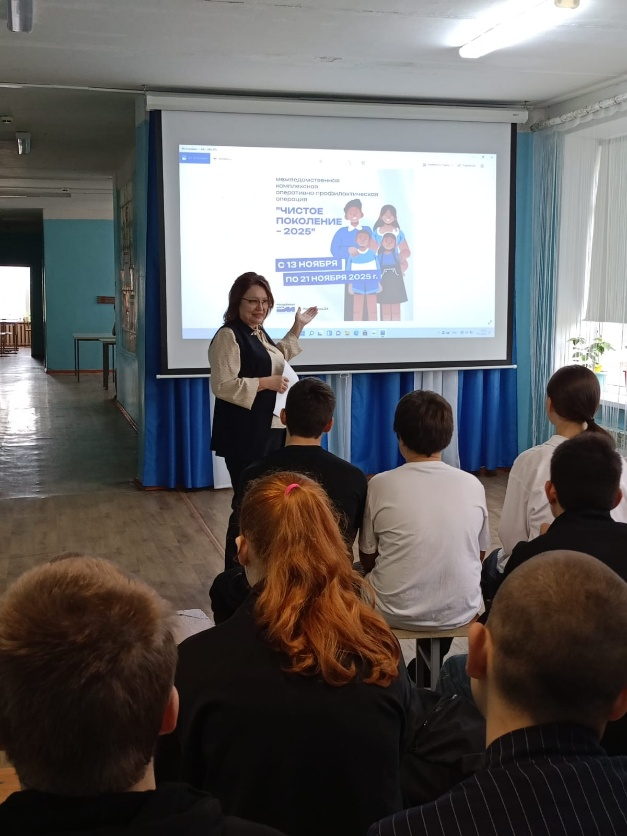 межведомственная
комплексная
оперативно-профилактическая
операция
"ЧИСТОЕ
ПОКОЛЕНИЕ
– 2025"
С 13 НОЯБРЯ
ПО 21 НОЯБРЯ 2025 г.